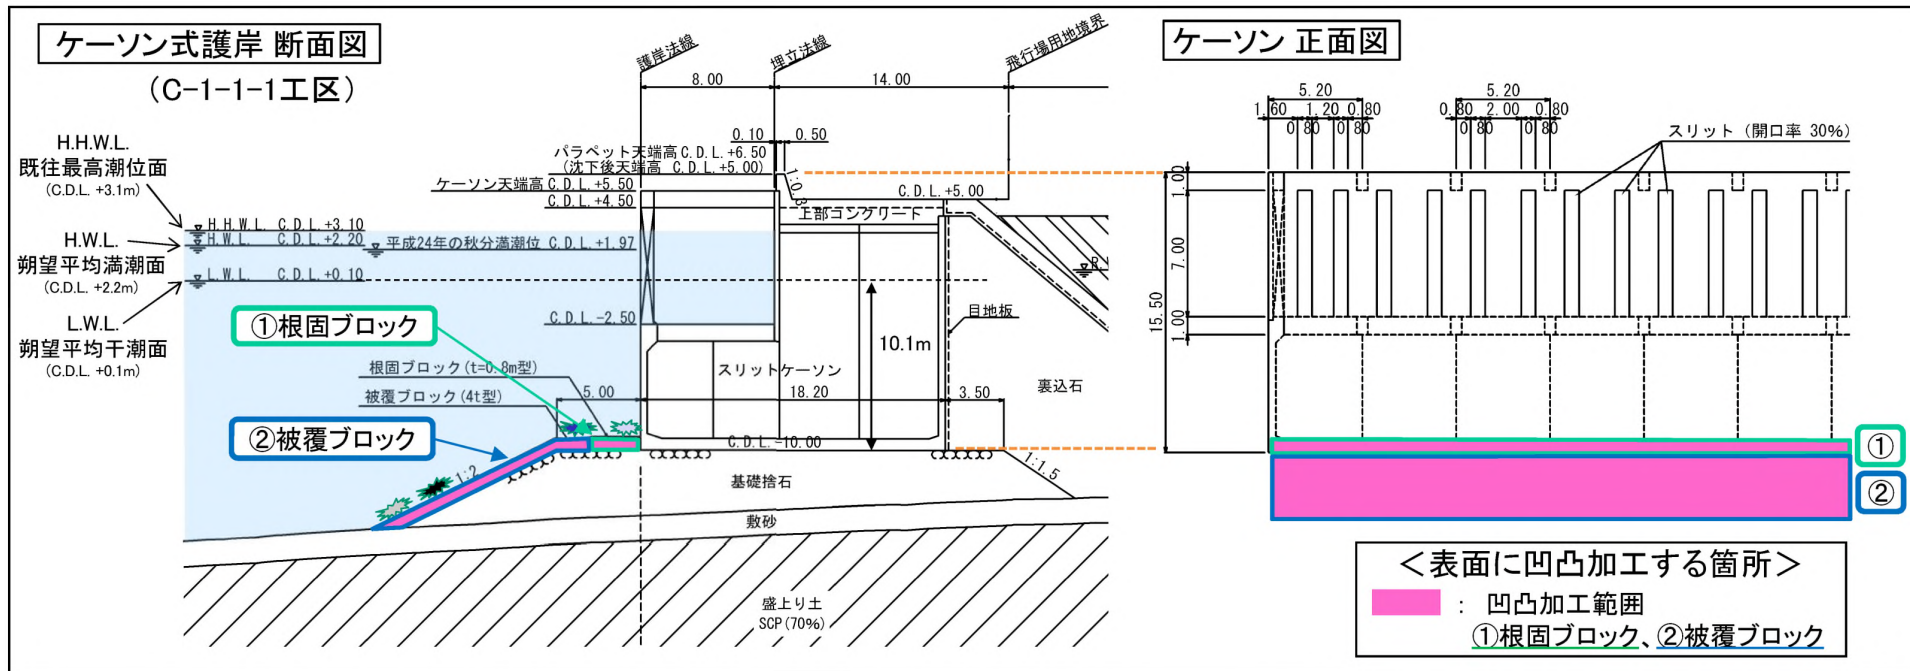 ケーソン式護岸 断面図
(C-1-1-1工区)
護岸法線
埋立法線
飛行場用地境界
8.00
14.00
0.10
0.50
パラペット天端高 C.D.L.+6.50
(沈下後天端高 C.D.L.+5.00)
1:0.3
ケーソン天端高 C.D.L.+5.50
C.D.L.+5.00
C.D.L.+4.50
上部コンクリート
H.H.W.L.
既往最高潮位面
(C.D.L. +3.1m)
H.H.W.L. C.D.L.+3.10
H.W.L. C.D.L.+2.20
平成24年の秋分満潮位 C.D.L.+1.97
H.W.L.
朔望平均満潮面
(C.D.L. +2.2m)
L.W.L. C.D.L.+0.10
L.W.L.
朔望平均干潮面
(C.D.L. +0.1m)
C.D.L.-2.50
①根固ブロック
目地板
10.1m
根固ブロック(t=0.8m型)
スリットケーソン
裏込石
被覆ブロック(4t型)
5.00
18.20
3.50
②被覆ブロック
C.D.L.-10.00
1:2
1:1.5
基礎捨石
敷砂
盛上り土
SCP(70%)
ケーソン 正面図
5.20
5.20
1.60
1.20
0.80
0.80
2.00
0.80
0.80
0.80
0.80
0.80
スリット(開口率 30%)
1.00
7.00
15.50
1.00
①
②
<表面に凹凸加工する箇所>
: 凹凸加工範囲
①根固ブロック、②被覆ブロック